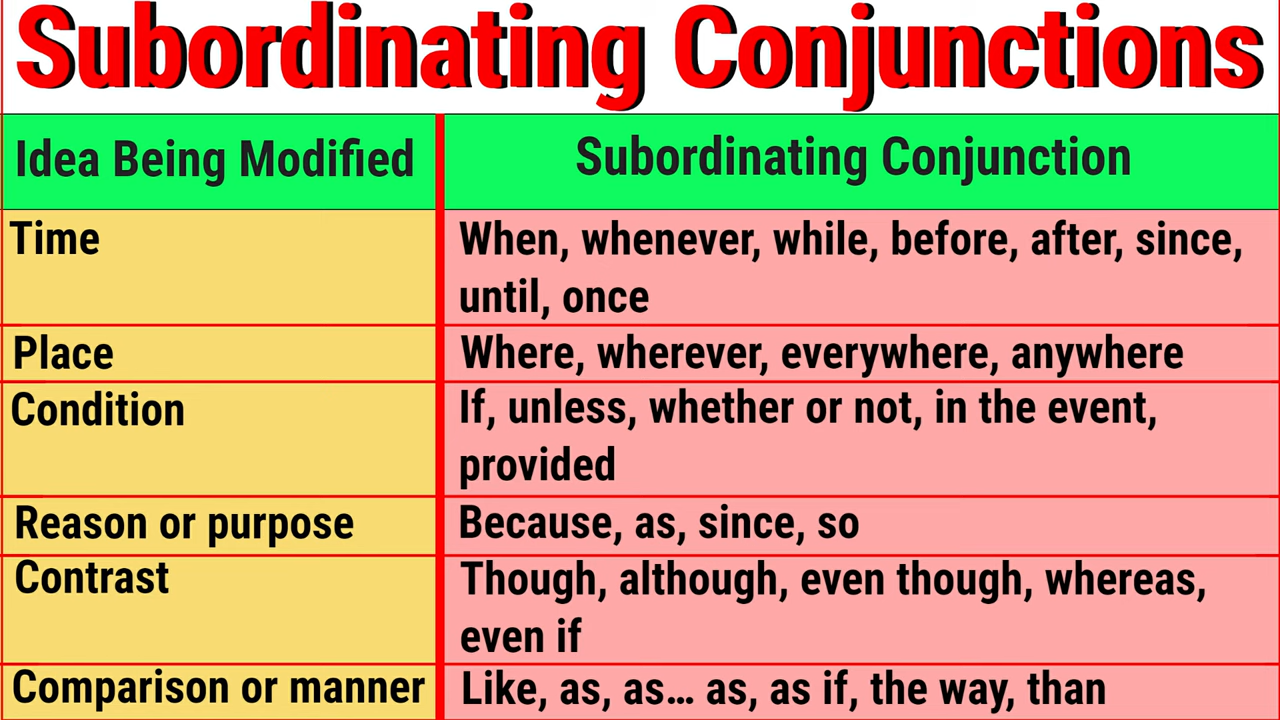 Subordinating Conjunctions
Idea Being Modified
Subordinating Conjunction
Time
When, whenever, while, before, after, since,
until, once
Place
Where, wherever, everywhere, anywhere
Condition
If, unless, whether or not, in the event,
provided
Reason or purpose
Because, as, since, so
Contrast
Though, although, even though, whereas,
even if
Comparison or manner
Like, as, as... as, as if, the way, than